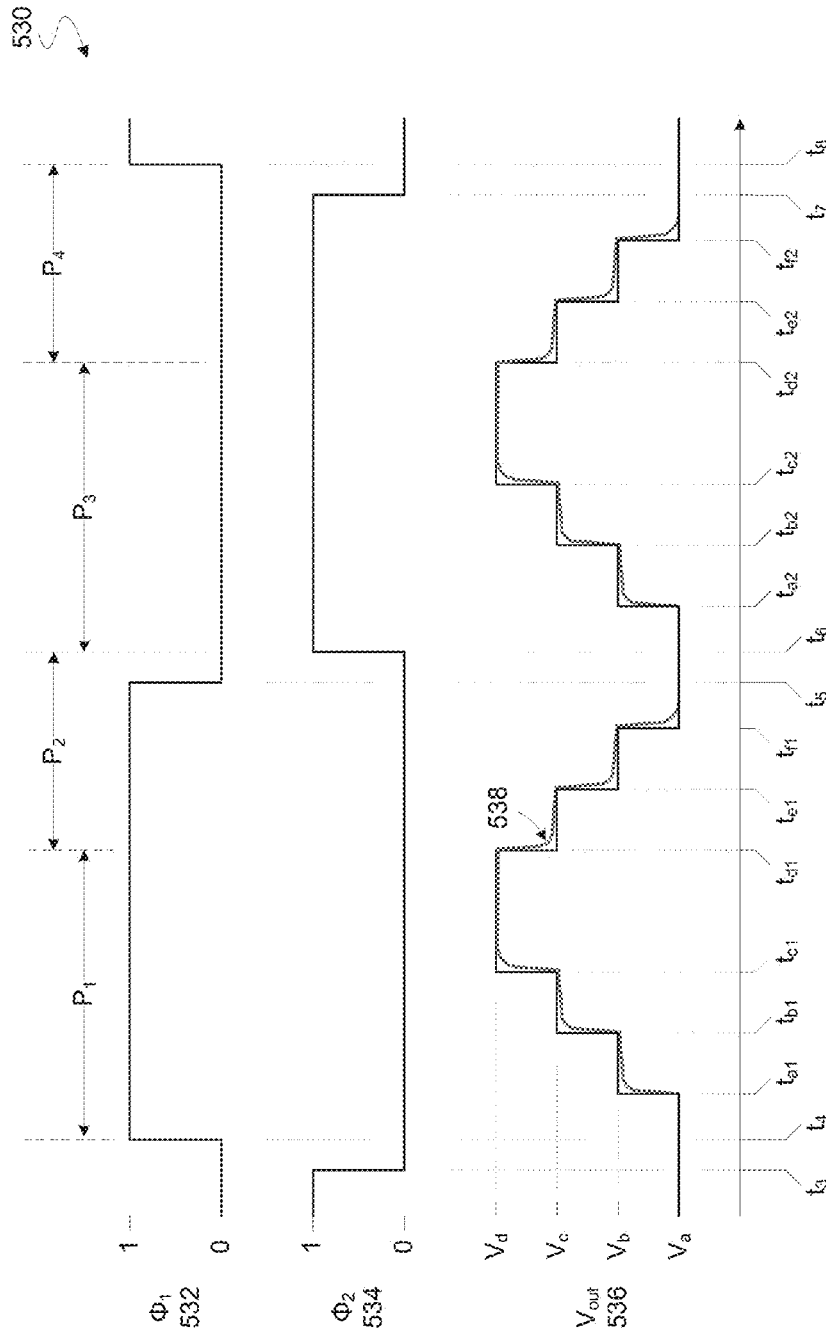 530
P₁
P₂
P₃
P₄
Φ₁
532
1
0
Φ₂
534
1
0
Vout
536
Vd
Vc
Vb
Va
538
t₃
t₄
ta1
tb1
tc1
td1
te1
tf1
t₅
t₆
ta2
tb2
tc2
td2
te2
tf2
t₇
t₈